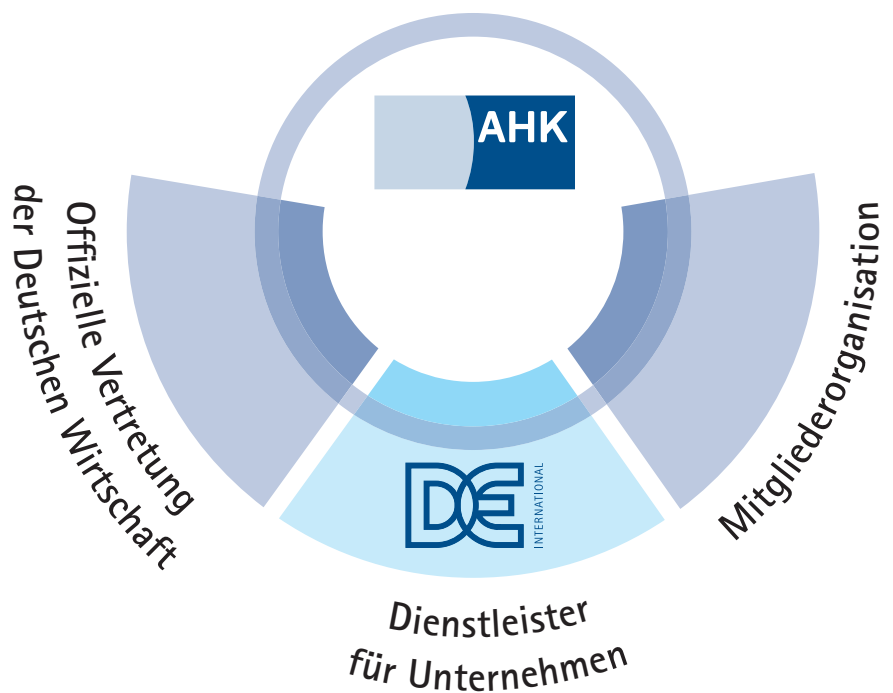 AHK
Offizielle Vertretung
der Deutschen Wirtschaft
DE
INTERNATIONAL
Dienstleister
für Unternehmen
Mitgliederorganisation